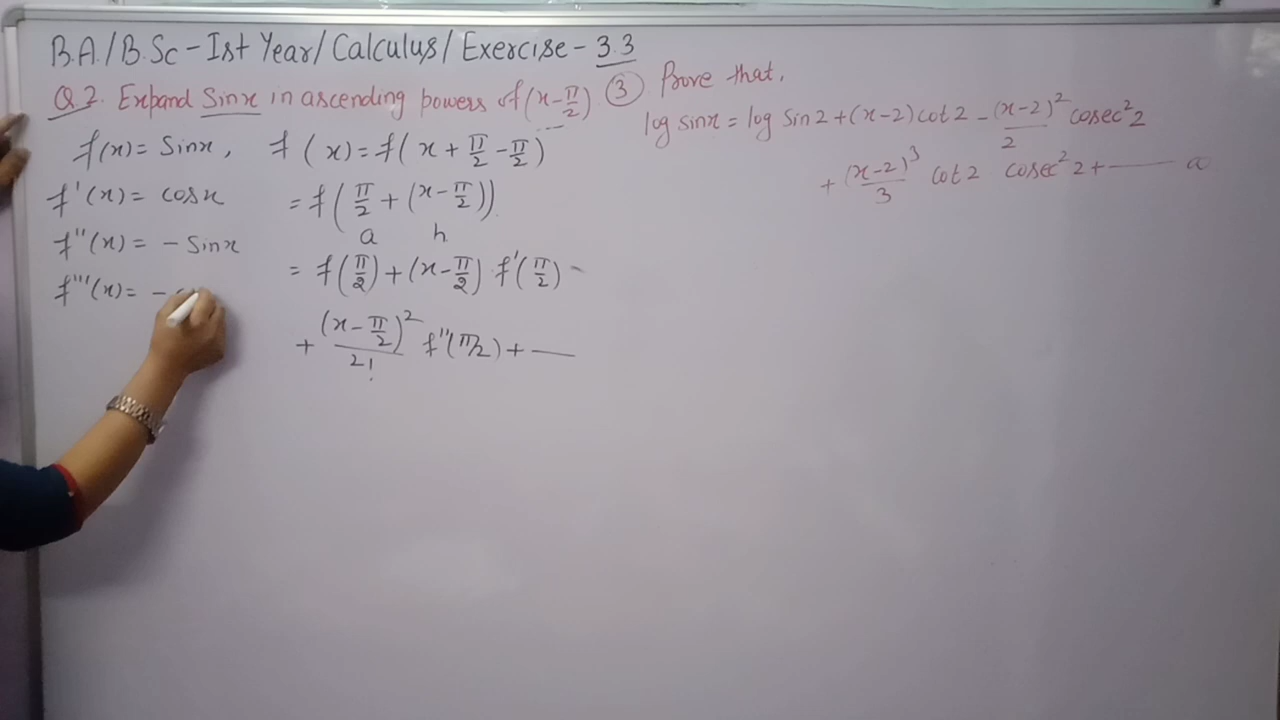 B.A./B.Sc - Ist Year/Calculus/Exercise - 3.3
Q.2. Expand Sinx in ascending powers of (x-π/2)
f(x) = Sinx, f(x) = f(x + π/2 - π/2)
f'(x) = cosx = f(π/2 + (x-π/2))
a h
f''(x) = - Sinx = f(π/2) + (x-π/2) . f'(π/2)
f'''(x) = -
+ (x-π/2)²/2! f''(π/2) + —
③ Prove that,
log sinx = log Sin2 + (x-2) cot2 - (x-2)²/2 cosec²2
+ (x-2)³/3 cot2 cosec²2 + ——